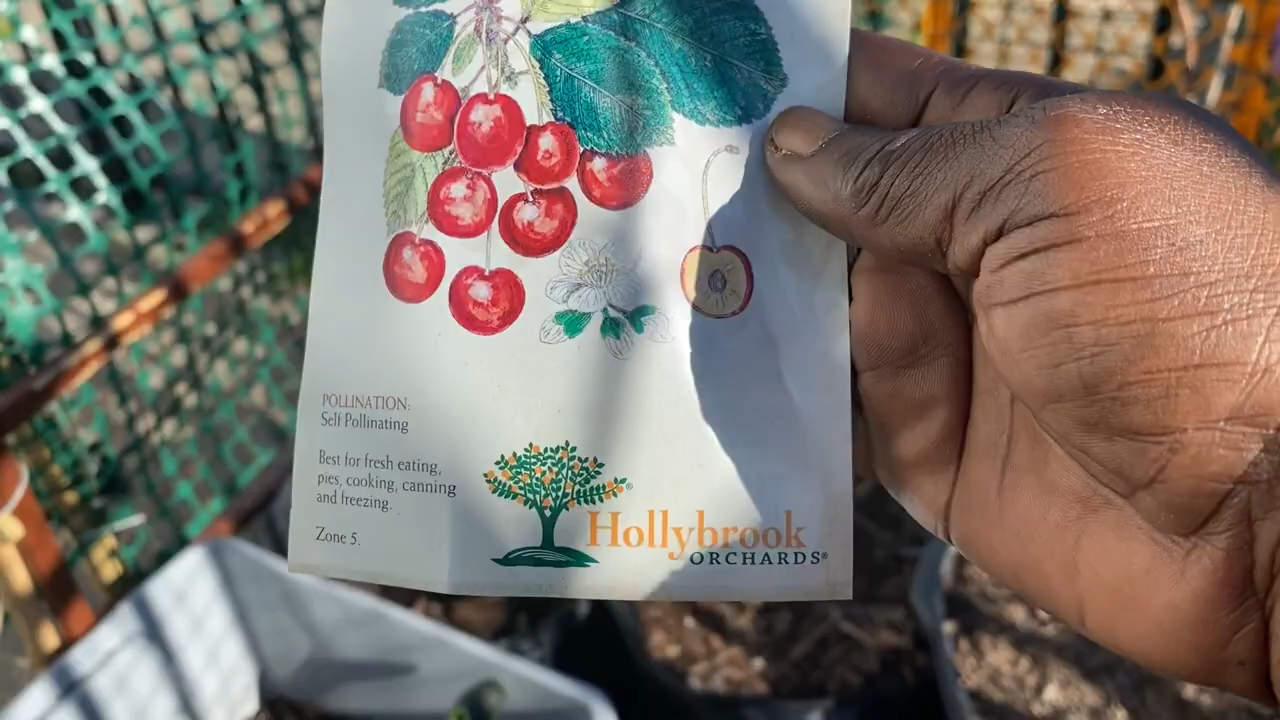 POLLINATION:
Self Pollinating
Best for fresh eating,
pies, cooking, canning
and freezing.
Zone 5.
Hollybrook
ORCHARDS®